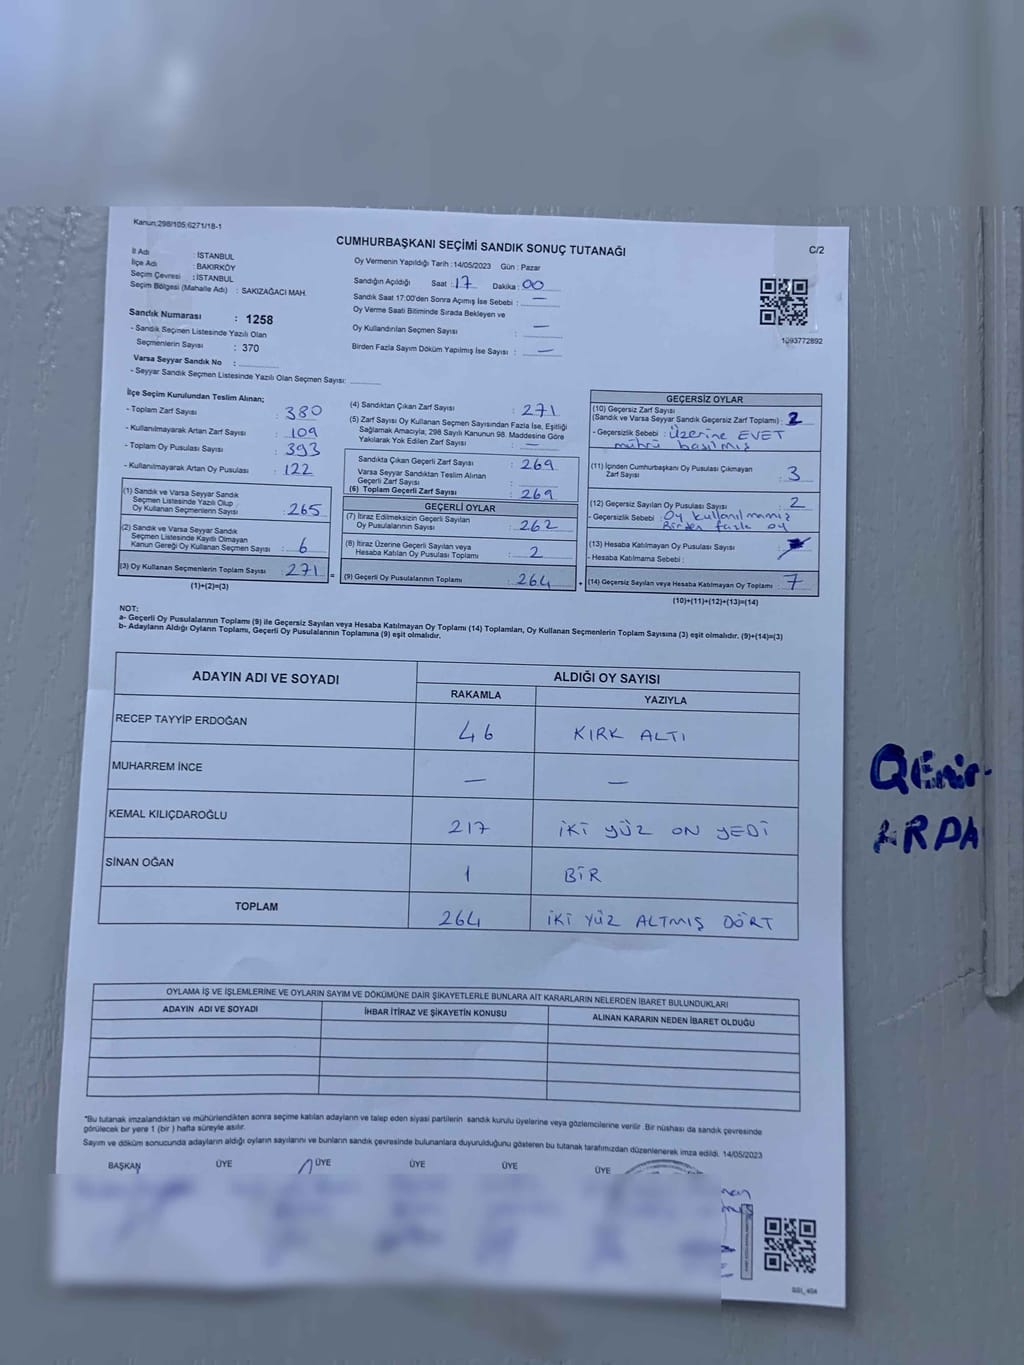 Kanun:298/105;6271/18-1
CUMHURBAŞKANI SEÇİMİ SANDIK SONUÇ TUTANAĞI
C/2
İl Adı : İSTANBUL
İlçe Adı : BAKIRKÖY
Seçim Çevresi : İSTANBUL
Seçim Bölgesi (Mahalle Adı) : SAKIZAĞACI MAH.
Sandık Numarası : 1258
- Sandık Seçmen Listesinde Yazılı Olan
Seçmenlerin Sayısı : 370
Varsa Seyyar Sandık No :
- Seyyar Sandık Seçmen Listesinde Yazılı Olan Seçmen Sayısı:
Oy Vermenin Yapıldığı Tarih :14/05/2023 Gün : Pazar
Sandığın Açıldığı Saat : 17 Dakika : 00
Sandık Saat 17:00'den Sonra Açımış İse Sebebi : —
Oy Verme Saati Bitiminde Sırada Bekleyen ve
Oy Kullandırılan Seçmen Sayısı : —
Birden Fazla Sayım Döküm Yapılmış İse Sayısı : —
1093772892
İlçe Seçim Kurulundan Teslim Alınan;
- Toplam Zarf Sayısı : 380
- Kullanılmayarak Artan Zarf Sayısı : 109
- Toplam Oy Pusulası Sayısı : 393
- Kullanılmayarak Artan Oy Pusulası : 122
(1) Sandık ve Varsa Seyyar Sandık
Seçmen Listesinde Yazılı Olup
Oy Kullanan Seçmenlerin Sayısı : 265
(2) Sandık ve Varsa Seyyar Sandık
Seçmen Listesinde Kayıtlı Olmayan
Kanun Gereği Oy Kullanan Seçmen Sayısı : 6
(3) Oy Kullanan Seçmenlerin Toplam Sayısı : 271
(1)+(2)=(3)
(4) Sandıktan Çıkan Zarf Sayısı : 271
(5) Zarf Sayısı Oy Kullanan Seçmen Sayısından Fazla İse, Eşitliği
Sağlamak Amacıyla, 298 Sayılı Kanunun 98. Maddesine Göre
Yakılarak Yok Edilen Zarf Sayısı : —
Sandıkta Çıkan Geçerli Zarf Sayısı : 269
Varsa Seyyar Sandıktan Teslim Alınan
Geçerli Zarf Sayısı :
(6) Toplam Geçerli Zarf Sayısı : 269
GEÇERLİ OYLAR
(7) İtiraz Edilmeksizin Geçerli Sayılan
Oy Pusulalarının Sayısı : 262
(8) İtiraz Üzerine Geçerli Sayılan veya
Hesaba Katılan Oy Pusulası Toplamı : 2
= (9) Geçerli Oy Pusulalarının Toplamı : 264
GEÇERSİZ OYLAR
(10) Geçersiz Zarf Sayısı
(Sandık ve Varsa Seyyar Sandık Geçersiz Zarf Toplamı) : 2
- Geçersizlik Sebebi : Üzerine EVET
mührü basılmış
(11) İçinden Cumhurbaşkanı Oy Pusulası Çıkmayan
Zarf Sayısı : 3
(12) Geçersiz Sayılan Oy Pusulası Sayısı : 2
- Geçersizlik Sebebi : Oy kullanılmamış
Birden fazla oy
(13) Hesaba Katılmayan Oy Pusulası Sayısı :
- Hesaba Katılmama Sebebi :
+ (14) Geçersiz Sayılan veya Hesaba Katılmayan Oy Toplamı : 7
(10)+(11)+(12)+(13)=(14)
NOT:
a- Geçerli Oy Pusulalarının Toplamı (9) ile Geçersiz Sayılan veya Hesaba Katılmayan Oy Toplamı (14) Toplamları, Oy Kullanan Seçmenlerin Toplam Sayısına (3) eşit olmalıdır. (9)+(14)=(3)
b- Adayların Aldığı Oyların Toplamı, Geçerli Oy Pusulalarının Toplamına (9) eşit olmalıdır.
ADAYIN ADI VE SOYADI ALDIĞI OY SAYISI
RAKAMLA YAZIYLA
RECEP TAYYİP ERDOĞAN 46 KIRK ALTI
MUHARREM İNCE — —
KEMAL KILIÇDAROĞLU 217 İKİ YÜZ ON YEDİ
SİNAN OĞAN 1 BİR
TOPLAM 264 İKİ YÜZ ALTMIŞ DÖRT
QEmir-
ARDA
OYLAMA İŞ VE İŞLEMLERİNE VE OYLARIN SAYIM VE DÖKÜMÜNE DAİR ŞİKAYETLERLE BUNLARA AİT KARARLARIN NELERDEN İBARET BULUNDUKLARI
ADAYIN ADI VE SOYADI İHBAR İTİRAZ VE ŞİKAYETİN KONUSU ALINAN KARARIN NEDEN İBARET OLDUĞU
*Bu tutanak imzalandıktan ve mühürlendikten sonra seçime katılan adayların ve talep eden siyasi partilerin sandık kurulu üyelerine veya gözlemcilerine verilir. Bir nüshası da sandık çevresinde
görülecek bir yere 1 (bir) hafta süreyle asılır.
Sayım ve döküm sonucunda adayların aldığı oyların sayılarını ve bunların sandık çevresinde bulunanlara duyurulduğunu gösteren bu tutanak tarafımızdan düzenlenerek imza edildi. 14/05/2023
BAŞKAN ÜYE ÜYE ÜYE ÜYE ÜYE